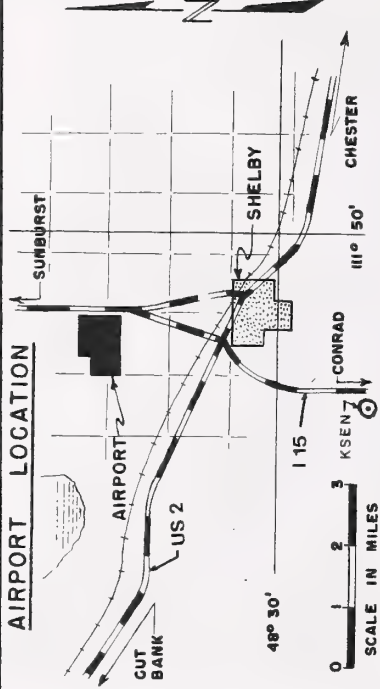 AIRPORT LOCATION
N
SUNBURST
AIRPORT
SHELBY
US 2
CUT
BANK
CHESTER
111° 50'
48° 30'
I 15
CONRAD
KSEN
0 1 2 3
SCALE IN MILES